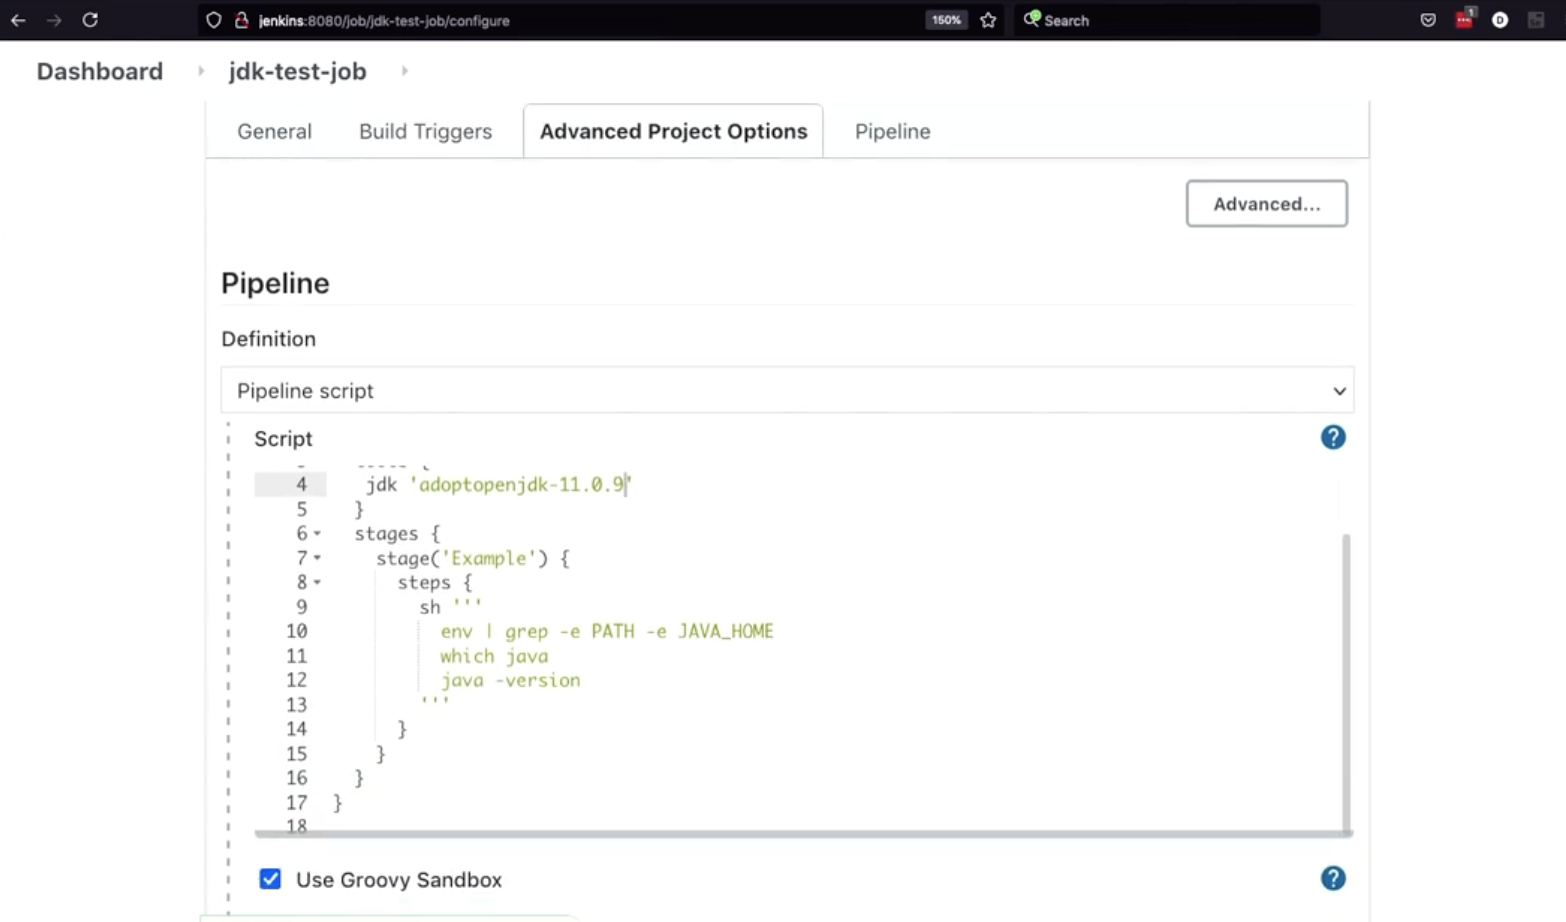 jenkins:8080/job/jdk-test-job/configure
150%
Search
1
D
Dashboard
jdk-test-job
General
Build Triggers
Advanced Project Options
Pipeline
Advanced...
Pipeline
Definition
Pipeline script
Script
?
4 jdk 'adoptopenjdk-11.0.9'
5 }
6 stages {
7 stage('Example') {
8 steps {
9 sh '''
10 env | grep -e PATH -e JAVA_HOME
11 which java
12 java -version
13 '''
14 }
15 }
16 }
17 }
18
Use Groovy Sandbox
?